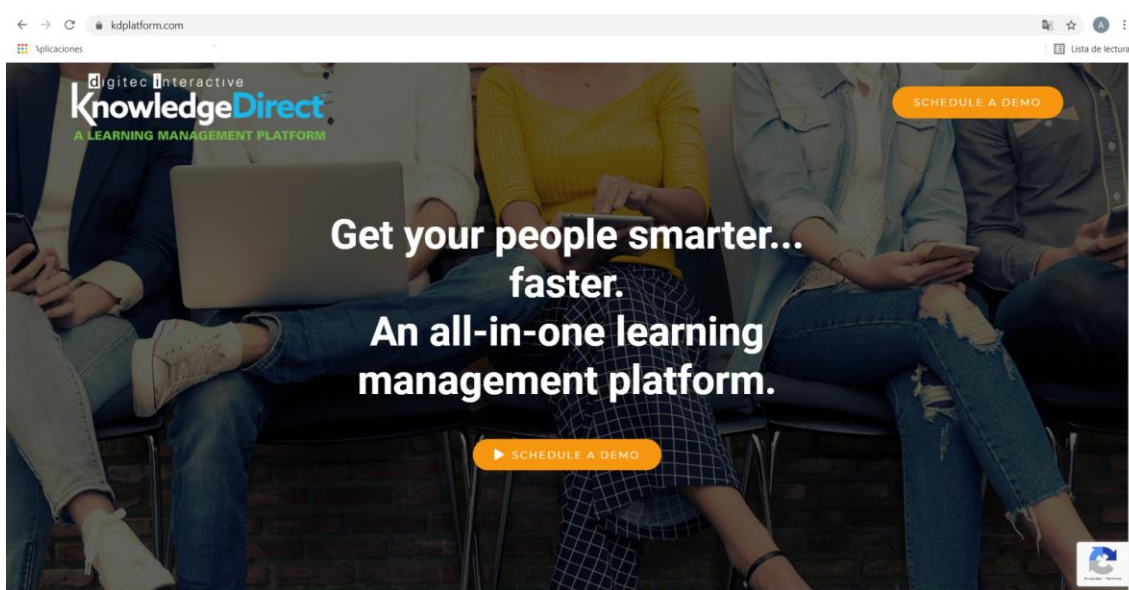 kdplatform.com
A
Aplicaciones
Lista de lectura
digitec interactive
KnowledgeDirect
A LEARNING MANAGEMENT PLATFORM
SCHEDULE A DEMO
Get your people smarter...
faster.
An all-in-one learning
management platform.
SCHEDULE A DEMO